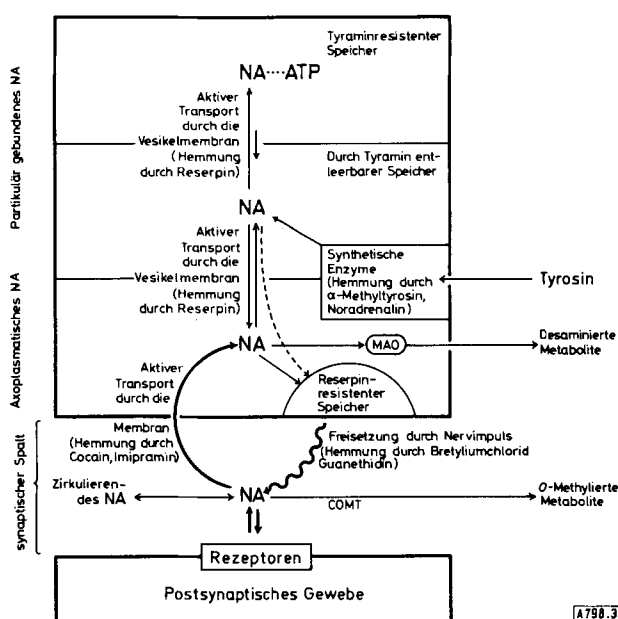 Partikulär gebundenes NA
Axoplasmatisches NA
synaptischer Spalt
Tyraminresistenter
Speicher
NA····ATP
Aktiver
Transport
durch die
Vesikelmembran
(Hemmung
durch Reserpin)
Durch Tyramin ent-
leerbarer Speicher
NA
Aktiver
Transport
durch die
Vesikelmembran
(Hemmung
durch Reserpin)
Synthetische
Enzyme
(Hemmung durch
α-Methyltyrosin,
Noradrenalin)
Tyrosin
NA
MAO
Desaminierte
Metabolite
Aktiver
Transport
durch die
Membran
(Hemmung durch
Cocain, Imipramin)
Reserpin-
resistenter
Speicher
Freisetzung durch Nervimpuls
(Hemmung durch Bretyliumchlorid
Guanethidin)
Zirkulieren-
des NA
NA
COMT
O-Methylierte
Metabolite
Rezeptoren
Postsynaptisches Gewebe
A798.3